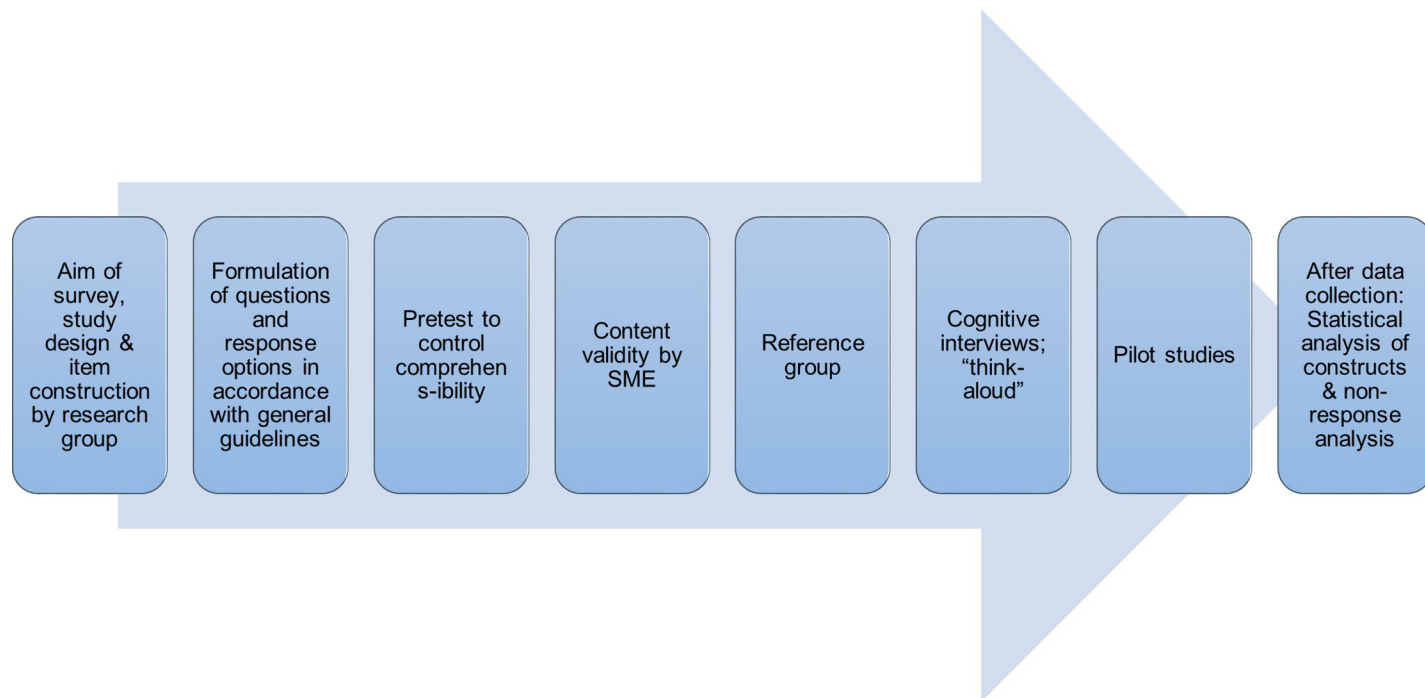 Aim of
survey,
study
design &
item
construction
by research
group
Formulation
of questions
and
response
options in
accordance
with general
guidelines
Pretest to
control
comprehen
s-ibility
Content
validity by
SME
Reference
group
Cognitive
interviews;
“think-
aloud”
Pilot studies
After data
collection:
Statistical
analysis of
constructs
& non-
response
analysis